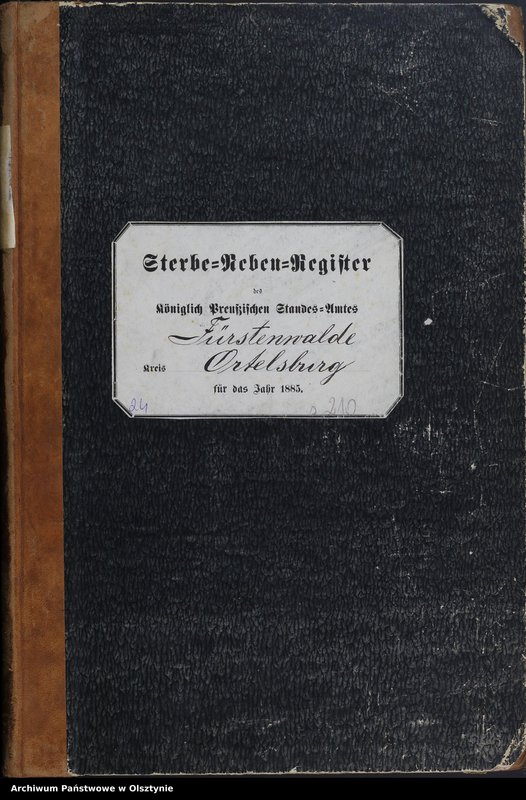 Sterbe=Neben=Register
des
Königlich Preußischen Standes=Amtes
Fürstenwalde
Kreis Ortelsburg
für das Jahr 1885.
24.
210
Archiwum Państwowe w Olsztynie